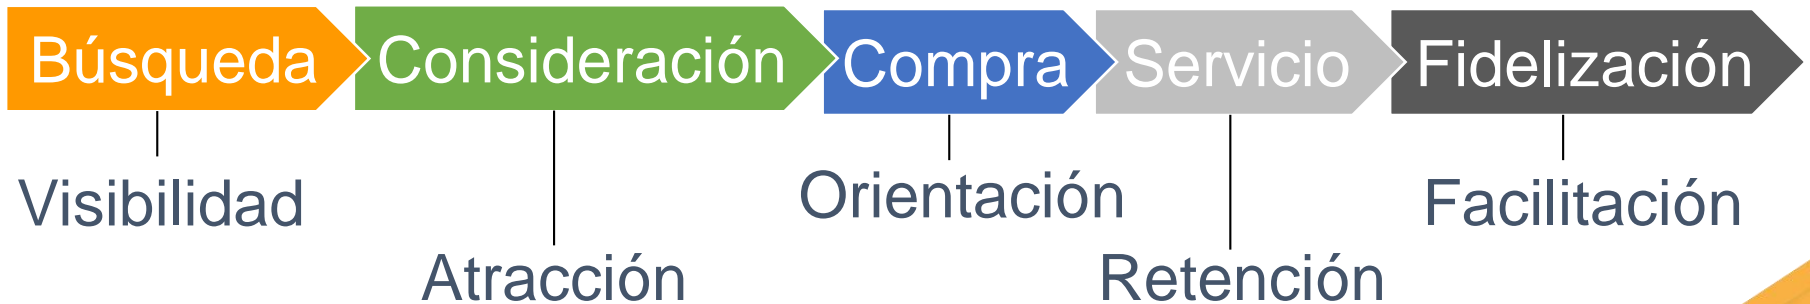 Búsqueda Consideración Compra Servicio Fidelización
Visibilidad Orientación Facilitación
Atracción Retención